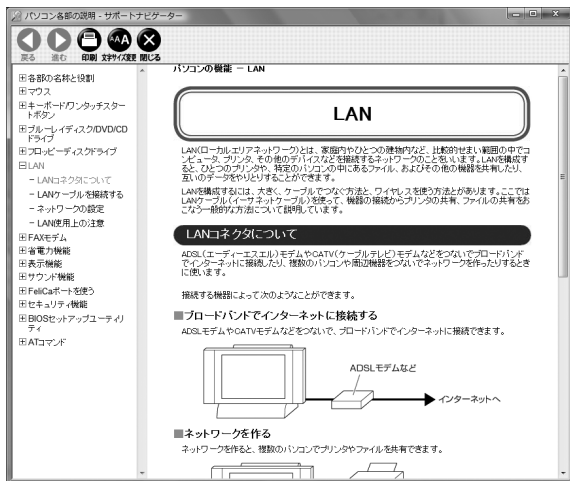 パソコン各部の説明 - サポートナビゲーター
戻る 進む 印刷 文字サイズ変更 閉じる
各部の名称と役割
マウス
キーボード/ワンタッチスター
トボタン
ブルーレイディスク/DVD/CD
ドライブ
フロッピーディスクドライブ
LAN
− LANコネクタについて
− LANケーブルを接続する
− ネットワークの設定
− LAN使用上の注意
FAXモデム
省電力機能
表示機能
サウンド機能
FeliCaポートを使う
セキュリティ機能
BIOSセットアップユーティリ
ティ
ATコマンド
パソコンの機能 − LAN
LAN
LAN(ローカルエリアネットワーク)とは、家庭内やひとつの建物内など、比較的せまい範囲の中でコ
ンピュータ、プリンタ、その他のデバイスなどを接続するネットワークのことをいいます。LANを構成す
ると、ひとつのプリンタや、特定のパソコンの中にあるファイル、およびその他の機器を共有したり、
互いのデータをやりとりすることができます。
LANを構成するには、大きく、ケーブルでつなぐ方法と、ワイヤレスを使う方法とがあります。ここでは
LANケーブル(イーサネットケーブル)を使って、機器の接続からプリンタの共有、ファイルの共有をお
こなう一般的な方法について説明しています。
LANコネクタについて
ADSL(エーディーエスエル)モデムやCATV(ケーブルテレビ)モデムなどをつないでブロードバンド
でインターネットに接続したり、複数のパソコンや周辺機器をつないでネットワークを作ったりするとき
に使います。
接続する機器によって次のようなことができます。
■ブロードバンドでインターネットに接続する
ADSLモデムやCATVモデムなどをつないで、ブロードバンドでインターネットに接続できます。
ADSLモデムなど
インターネットへ
■ネットワークを作る
ネットワークを作ると、複数のパソコンでプリンタやファイルを共有できます。